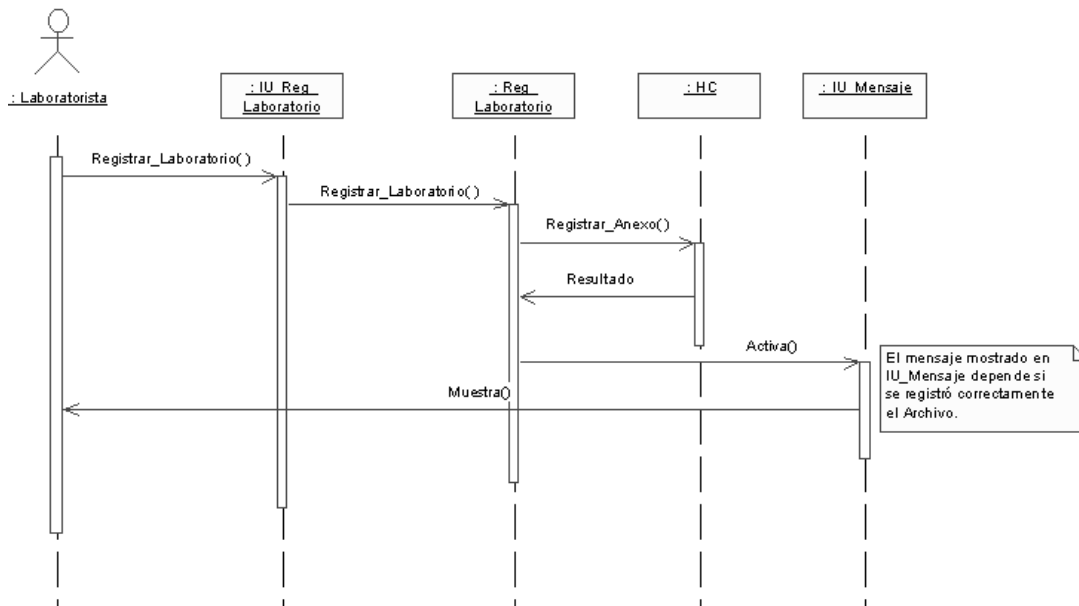 : Laboratorista
: IU_Reg_
Laboratorio
: Reg_
Laboratorio
: HC
: IU_Mensaje
Registrar_Laboratorio( )
Registrar_Laboratorio( )
Registrar_Anexo( )
Resultado
Activa()
Muestra()
El mensaje mostrado en
IU_Mensaje depende si
se registró correctamente
el Archivo.